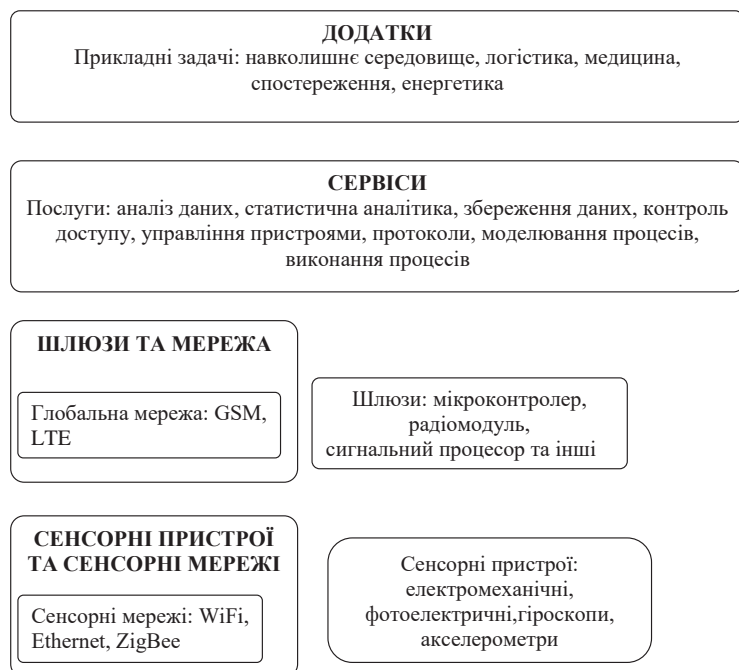 ДОДАТКИ
Прикладні задачі: навколишнє середовище, логістика, медицина,
спостереження, енергетика
СЕРВІСИ
Послуги: аналіз даних, статистична аналітика, збереження даних, контроль
доступу, управління пристроями, протоколи, моделювання процесів,
виконання процесів
ШЛЮЗИ ТА МЕРЕЖА
Глобальна мережа: GSM,
LTE
Шлюзи: мікроконтролер,
радіомодуль,
сигнальний процесор та інші
СЕНСОРНІ ПРИСТРОЇ
ТА СЕНСОРНІ МЕРЕЖІ
Сенсорні мережі: WiFi,
Ethernet, ZigBee
Сенсорні пристрої:
електромеханічні,
фотоелектричні,гіроскопи,
акселерометри